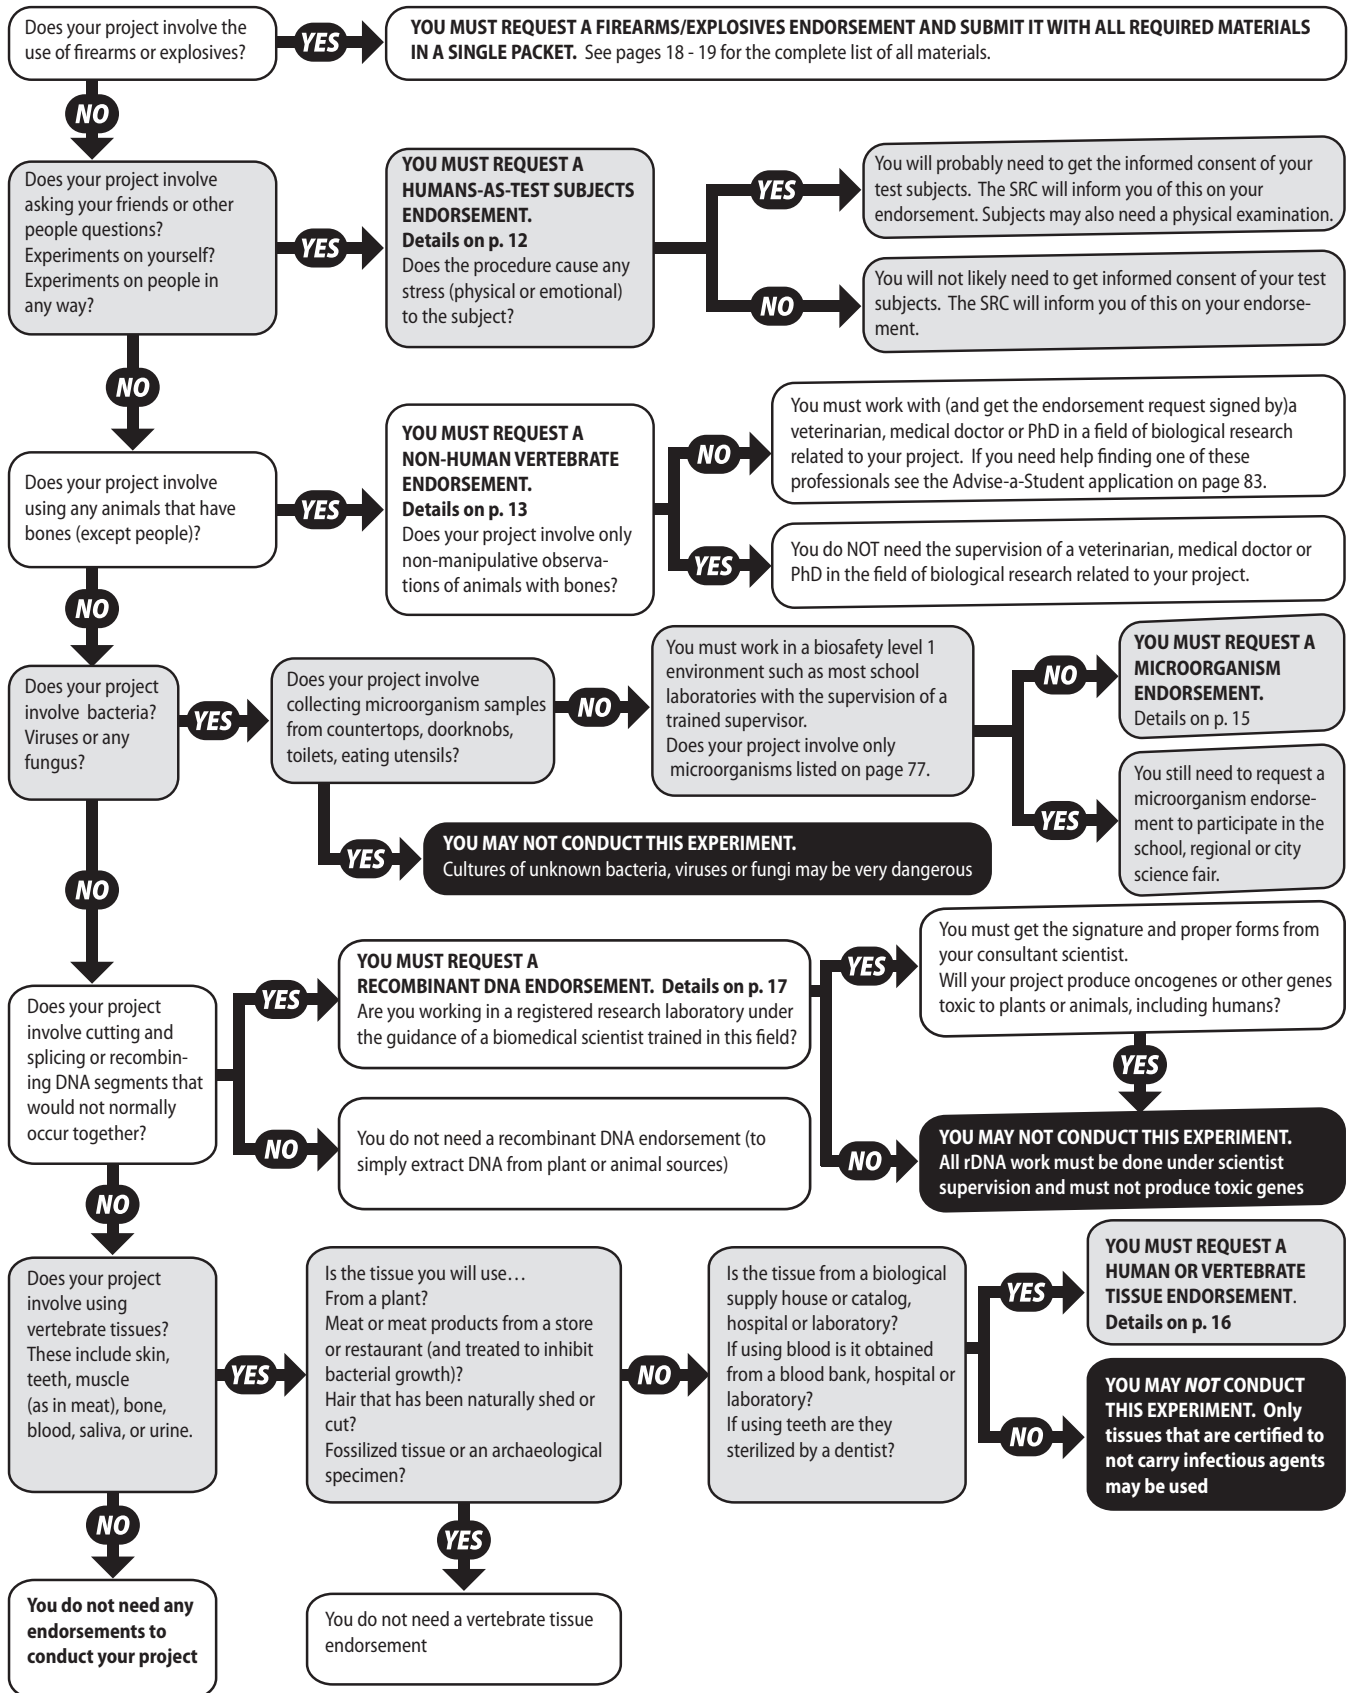 Does your project involve the
use of firearms or explosives?
YES
YOU MUST REQUEST A FIREARMS/EXPLOSIVES ENDORSEMENT AND SUBMIT IT WITH ALL REQUIRED MATERIALS
IN A SINGLE PACKET. See pages 18 - 19 for the complete list of all materials.
NO
Does your project involve
asking your friends or other
people questions?
Experiments on yourself?
Experiments on people in
any way?
YES
YOU MUST REQUEST A
HUMANS-AS-TEST SUBJECTS
ENDORSEMENT.
Details on p. 12
Does the procedure cause any
stress (physical or emotional)
to the subject?
YES
You will probably need to get the informed consent of your
test subjects. The SRC will inform you of this on your
endorsement. Subjects may also need a physical examination.
NO
You will not likely need to get informed consent of your test
subjects. The SRC will inform you of this on your endorse-
ment.
NO
Does your project involve
using any animals that have
bones (except people)?
YES
YOU MUST REQUEST A
NON-HUMAN VERTEBRATE
ENDORSEMENT.
Details on p. 13
Does your project involve only
non-manipulative observa-
tions of animals with bones?
NO
You must work with (and get the endorsement request signed by)a
veterinarian, medical doctor or PhD in a field of biological research
related to your project. If you need help finding one of these
professionals see the Advise-a-Student application on page 83.
YES
You do NOT need the supervision of a veterinarian, medical doctor or
PhD in the field of biological research related to your project.
NO
Does your project
involve bacteria?
Viruses or any
fungus?
YES
Does your project involve
collecting microorganism samples
from countertops, doorknobs,
toilets, eating utensils?
NO
You must work in a biosafety level 1
environment such as most school
laboratories with the supervision of a
trained supervisor.
Does your project involve only
microorganisms listed on page 77.
NO
YOU MUST REQUEST A
MICROORGANISM
ENDORSEMENT.
Details on p. 15
YES
You still need to request a
microorganism endorse-
ment to participate in the
school, regional or city
science fair.
YES
YOU MAY NOT CONDUCT THIS EXPERIMENT.
Cultures of unknown bacteria, viruses or fungi may be very dangerous
NO
Does your project
involve cutting and
splicing or recombin-
ing DNA segments that
would not normally
occur together?
YES
YOU MUST REQUEST A
RECOMBINANT DNA ENDORSEMENT. Details on p. 17
Are you working in a registered research laboratory under
the guidance of a biomedical scientist trained in this field?
NO
You do not need a recombinant DNA endorsement (to
simply extract DNA from plant or animal sources)
YES
You must get the signature and proper forms from
your consultant scientist.
Will your project produce oncogenes or other genes
toxic to plants or animals, including humans?
YES
NO
YOU MAY NOT CONDUCT THIS EXPERIMENT.
All rDNA work must be done under scientist
supervision and must not produce toxic genes
NO
Does your project
involve using
vertebrate tissues?
These include skin,
teeth, muscle
(as in meat), bone,
blood, saliva, or urine.
YES
Is the tissue you will use…
From a plant?
Meat or meat products from a store
or restaurant (and treated to inhibit
bacterial growth)?
Hair that has been naturally shed or
cut?
Fossilized tissue or an archaeological
specimen?
NO
Is the tissue from a biological
supply house or catalog,
hospital or laboratory?
If using blood is it obtained
from a blood bank, hospital or
laboratory?
If using teeth are they
sterilized by a dentist?
YES
YOU MUST REQUEST A
HUMAN OR VERTEBRATE
TISSUE ENDORSEMENT.
Details on p. 16
NO
YOU MAY NOT CONDUCT
THIS EXPERIMENT. Only
tissues that are certified to
not carry infectious agents
may be used
NO
You do not need any
endorsements to
conduct your project
YES
You do not need a vertebrate tissue
endorsement